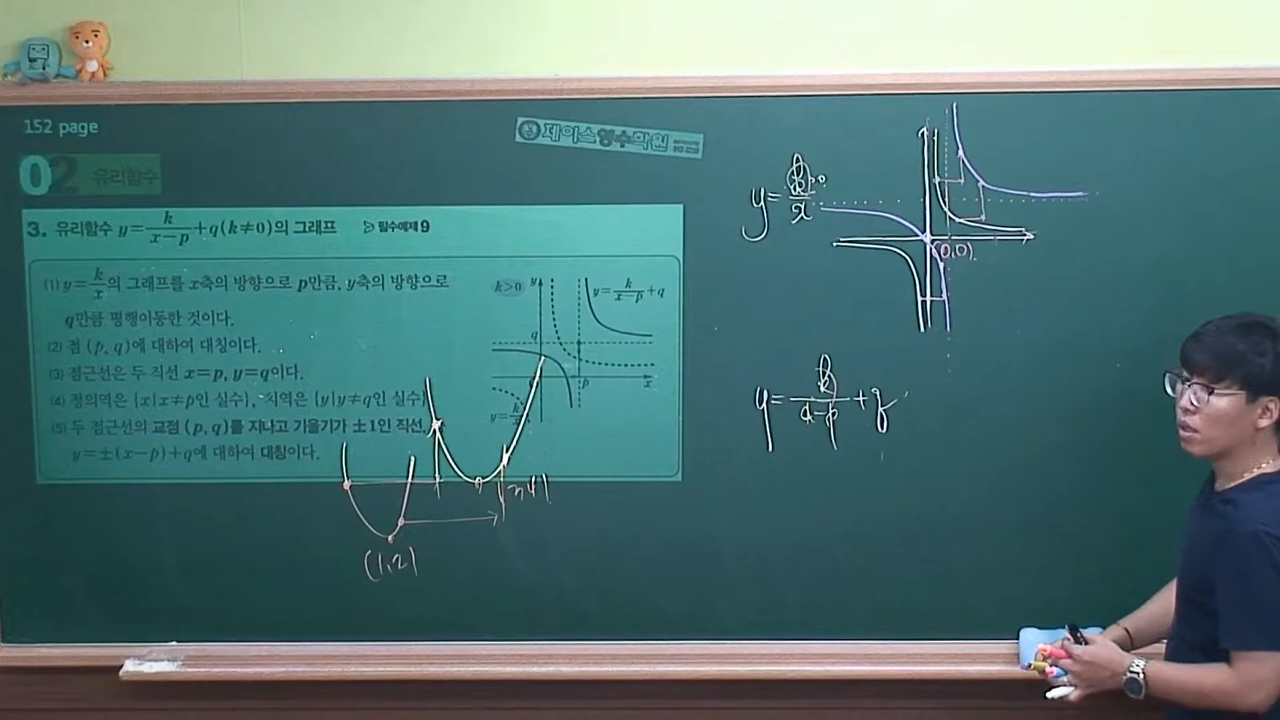 152 page
제이스영수학원
02 유리함수
3. 유리함수 y=k/(x-p)+q(k≠0)의 그래프 ▷필수예제 9
(1) y=k/x의 그래프를 x축의 방향으로 p만큼, y축의 방향으로
q만큼 평행이동한 것이다.
(2) 점 (p, q)에 대하여 대칭이다.
(3) 점근선은 두 직선 x=p, y=q이다.
(4) 정의역은 {x|x≠p인 실수}, 치역은 {y|y≠q인 실수}
(5) 두 점근선의 교점 (p, q)를 지나고 기울기가 ±1인 직선
y=±(x-p)+q에 대하여 대칭이다.
k>0
y
y=k/(x-p)+q
q
p
x
y=k/x
(1,2)
y=k/x
(0,0)
y=k/(x-p)+q